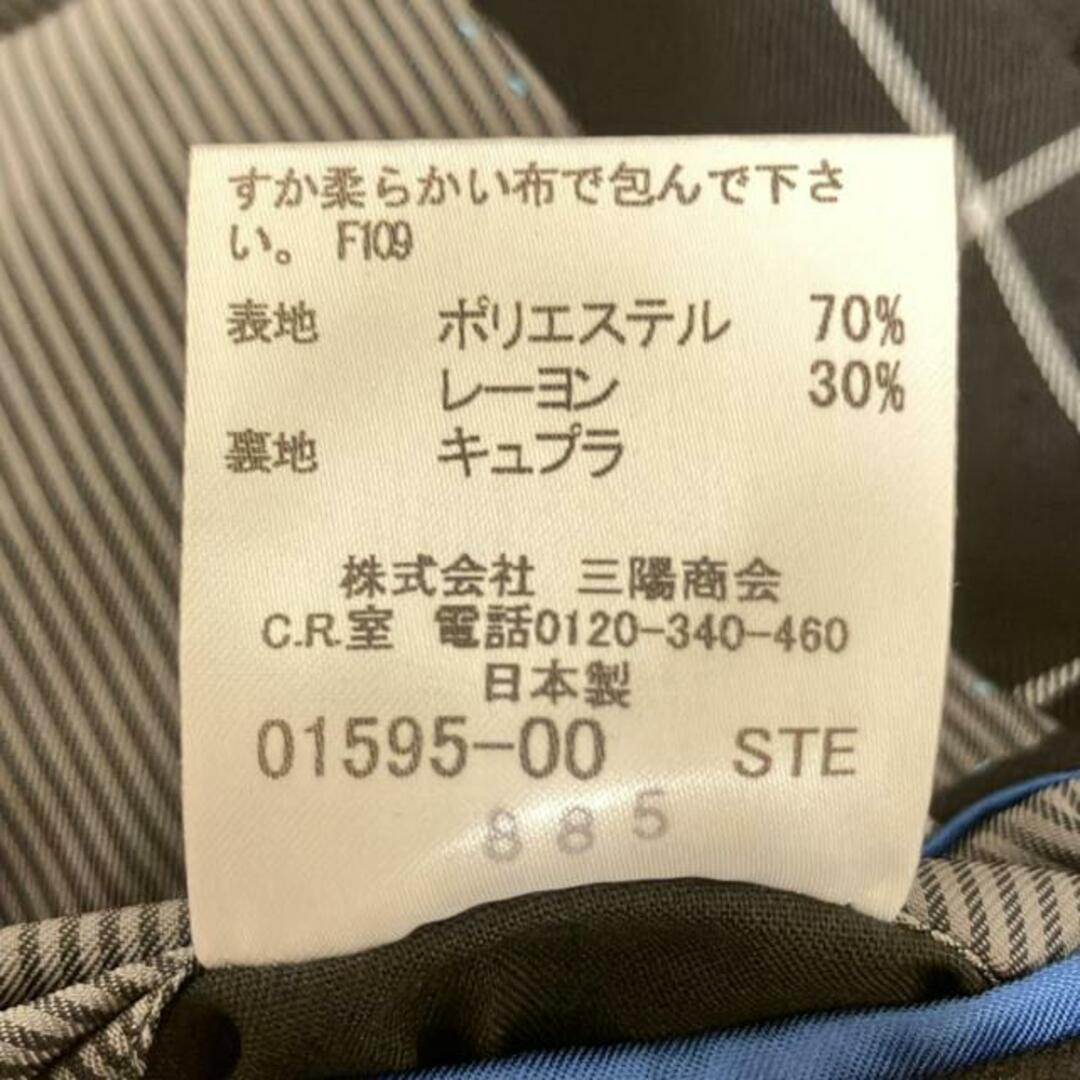 すか柔らかい布で包んで下さ
い。 F109
表地 ポリエステル 70%
レーヨン 30%
裏地 キュプラ
株式会社 三陽商会
C.R.室 電話0120-340-460
日本製
01595-00 STE
885